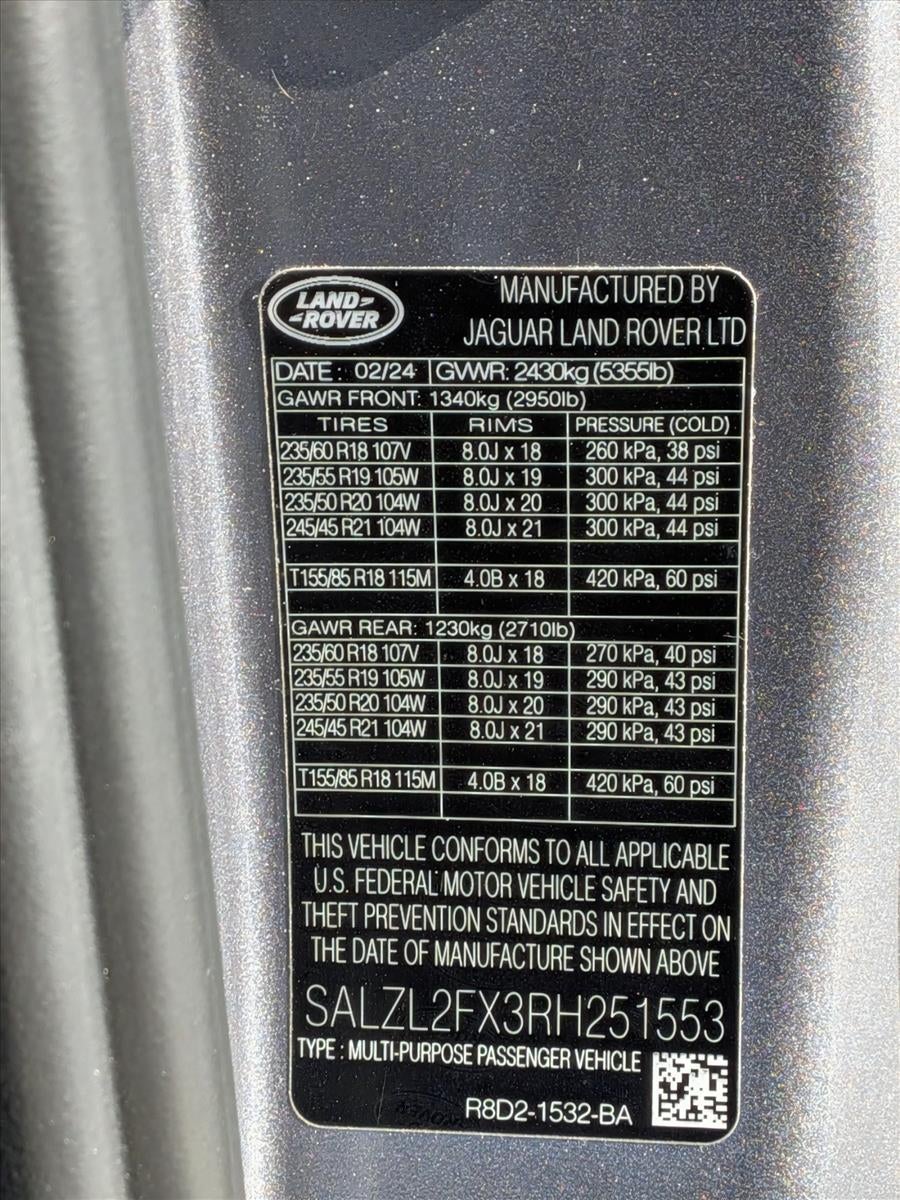 LAND-
-ROVER
MANUFACTURED BY
JAGUAR LAND ROVER LTD
DATE: 02/24 GVWR: 2430kg (5355lb)
GAWR FRONT: 1340kg (2950lb)
TIRES RIMS PRESSURE (COLD)
235/60 R18 107V 8.0J x 18 260 kPa, 38 psi
235/55 R19 105W 8.0J x 19 300 kPa, 44 psi
235/50 R20 104W 8.0J x 20 300 kPa, 44 psi
245/45 R21 104W 8.0J x 21 300 kPa, 44 psi
T155/85 R18 115M 4.0B x 18 420 kPa, 60 psi
GAWR REAR: 1230kg (2710lb)
235/60 R18 107V 8.0J x 18 270 kPa, 40 psi
235/55 R19 105W 8.0J x 19 290 kPa, 43 psi
235/50 R20 104W 8.0J x 20 290 kPa, 43 psi
245/45 R21 104W 8.0J x 21 290 kPa, 43 psi
T155/85 R18 115M 4.0B x 18 420 kPa, 60 psi
THIS VEHICLE CONFORMS TO ALL APPLICABLE
U.S. FEDERAL MOTOR VEHICLE SAFETY AND
THEFT PREVENTION STANDARDS IN EFFECT ON
THE DATE OF MANUFACTURE SHOWN ABOVE
SALZL2FX3RH251553
TYPE : MULTI-PURPOSE PASSENGER VEHICLE
R8D2-1532-BA